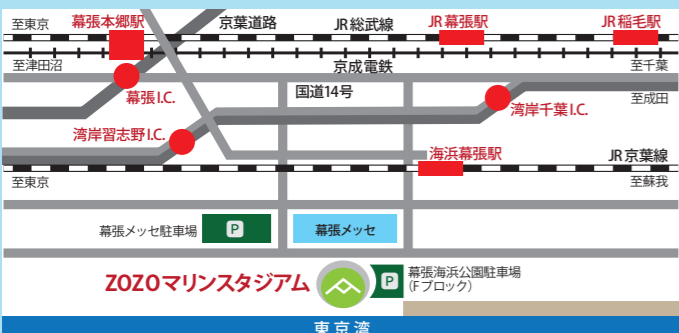 至東京
幕張本郷駅
京葉道路
JR総武線
JR幕張駅
JR稲毛駅
至津田沼
京成電鉄
至千葉
幕張I.C.
国道14号
湾岸千葉I.C.
至成田
湾岸習志野I.C.
海浜幕張駅
JR京葉線
至東京
至蘇我
幕張メッセ駐車場
P
幕張メッセ
ZOZOマリンスタジアム
P
幕張海浜公園駐車場
(Fブロック)
東京湾